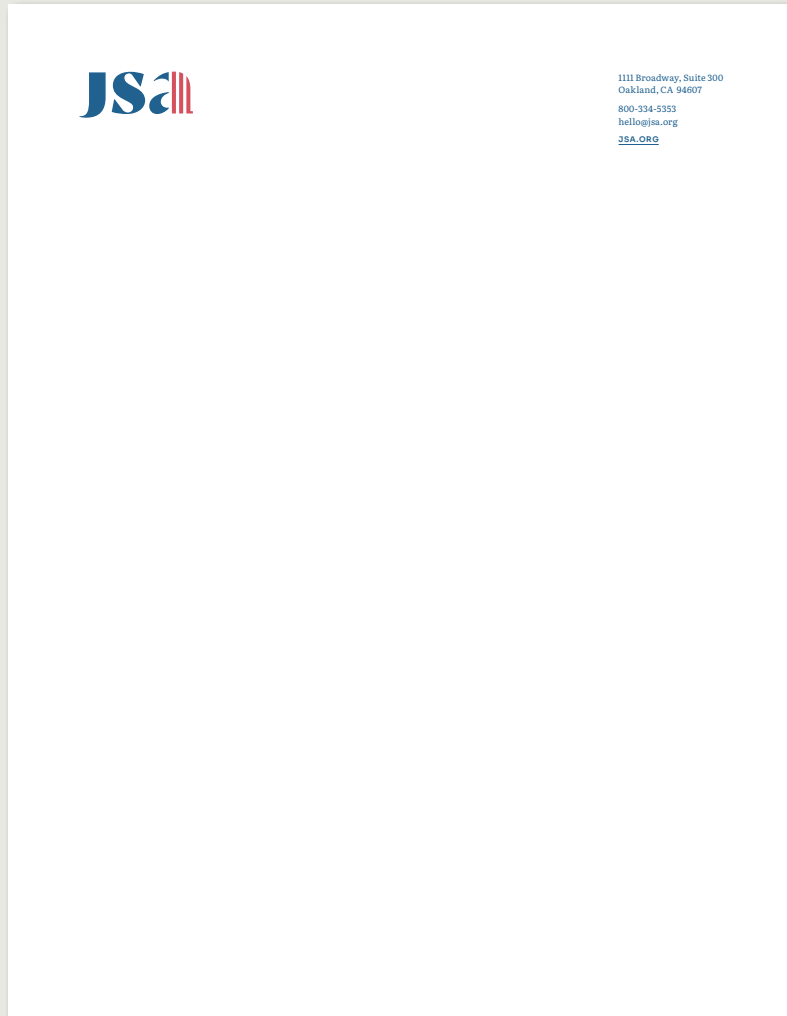 JSa
1111 Broadway, Suite 300
Oakland, CA 94607
800-334-5353
hello@jsa.org
JSA.ORG